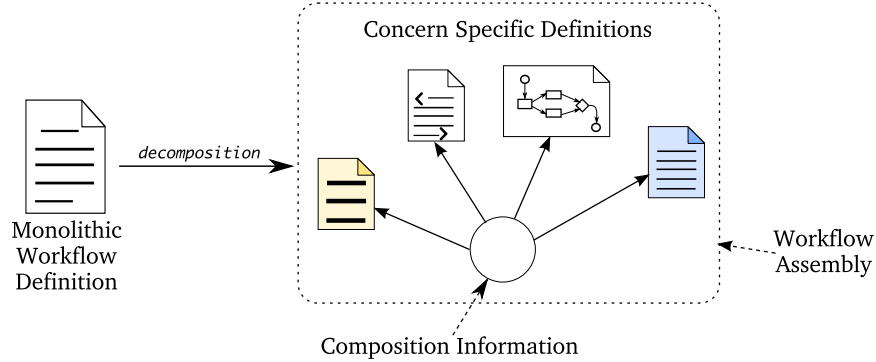 Concern Specific Definitions
decomposition
Monolithic
Workflow
Definition
Workflow
Assembly
Composition Information